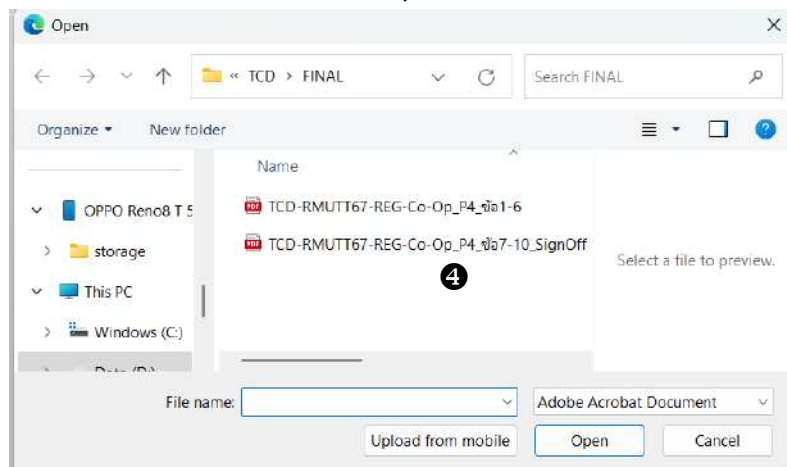 Open
« TCD > FINAL
Search FINAL
Organize
New folder
Name
OPPO Reno8 T 5
storage
This PC
Windows (C:)
PDF TCD-RMUTT67-REG-Co-Op_P4_ข้อ1-6
PDF TCD-RMUTT67-REG-Co-Op_P4_ข้อ7-10_SignOff
❹
Select a file to preview.
File name:
Adobe Acrobat Document
Upload from mobile
Open
Cancel